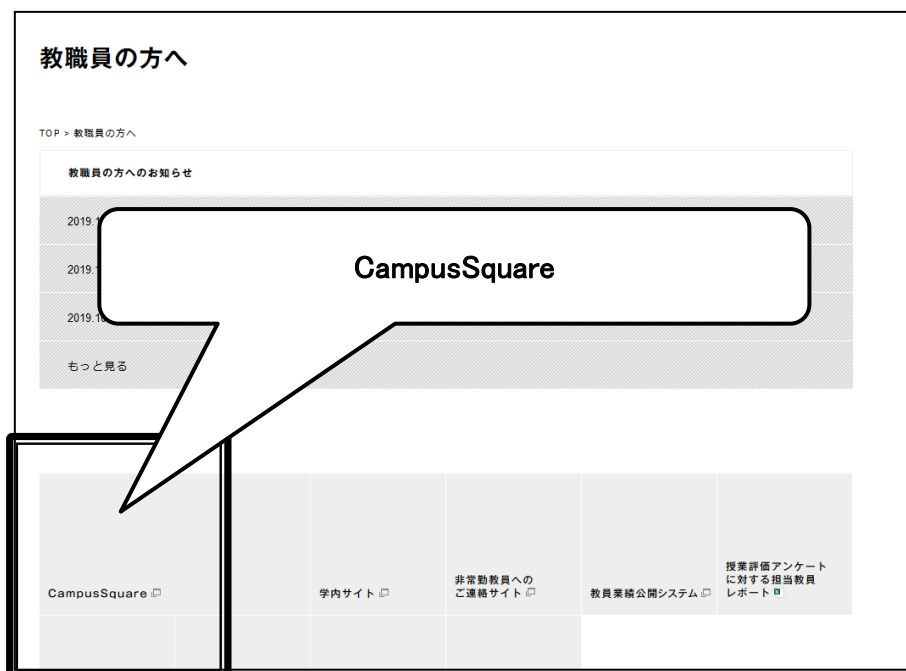 教職員の方へ
TOP > 教職員の方へ
教職員の方へのお知らせ
2019.1
2019.1
2019.10
もっと見る
CampusSquare
CampusSquare
学内サイト
非常勤教員への
ご連絡サイト
教員業績公開システム
授業評価アンケート
に対する担当教員
レポート